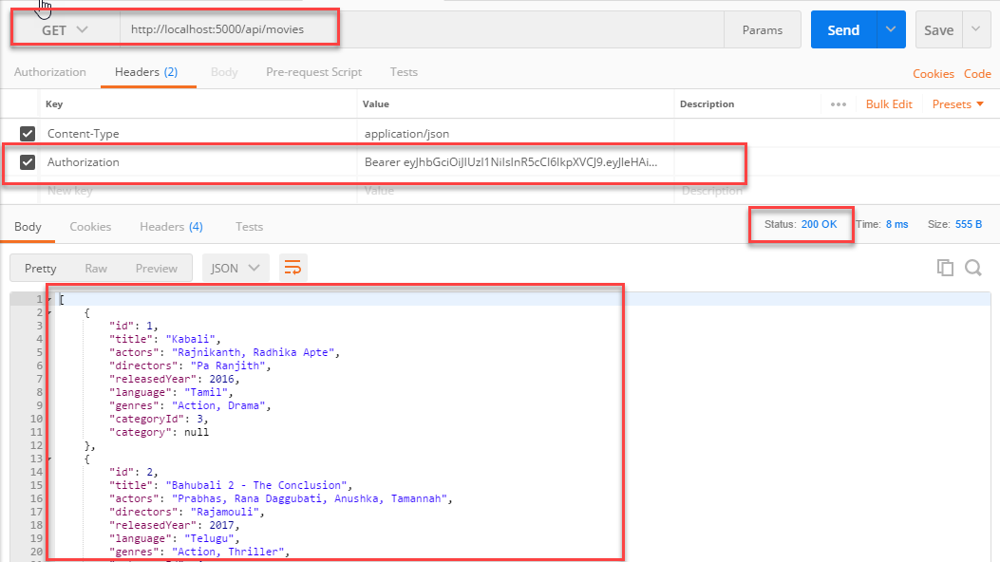 GET http://localhost:5000/api/movies Params Send Save
Authorization Headers (2) Body Pre-request Script Tests Cookies Code
Key Value Description ••• Bulk Edit Presets
Content-Type application/json
Authorization Bearer eyJhbGciOiJIUzI1NiIsInR5cCI6IkpXVCJ9.eyJleHAi...
New key Value Description
Body Cookies Headers (4) Tests Status: 200 OK Time: 8 ms Size: 555 B
Pretty Raw Preview JSON
1 [
2 {
3 "id": 1,
4 "title": "Kabali",
5 "actors": "Rajnikanth, Radhika Apte",
6 "directors": "Pa Ranjith",
7 "releasedYear": 2016,
8 "language": "Tamil",
9 "genres": "Action, Drama",
10 "categoryId": 3,
11 "category": null
12 },
13 {
14 "id": 2,
15 "title": "Bahubali 2 - The Conclusion",
16 "actors": "Prabhas, Rana Daggubati, Anushka, Tamannah",
17 "directors": "Rajamouli",
18 "releasedYear": 2017,
19 "language": "Telugu",
20 "genres": "Action, Thriller",